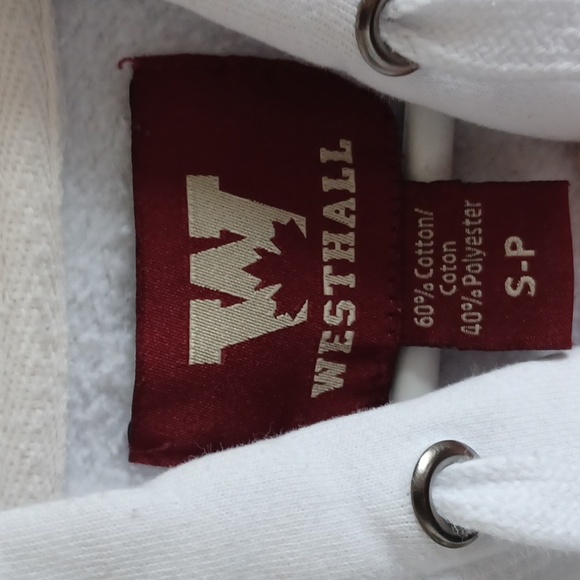 W
WESTHALL
60% Cotton/
Coton
40% Polyester
S-P